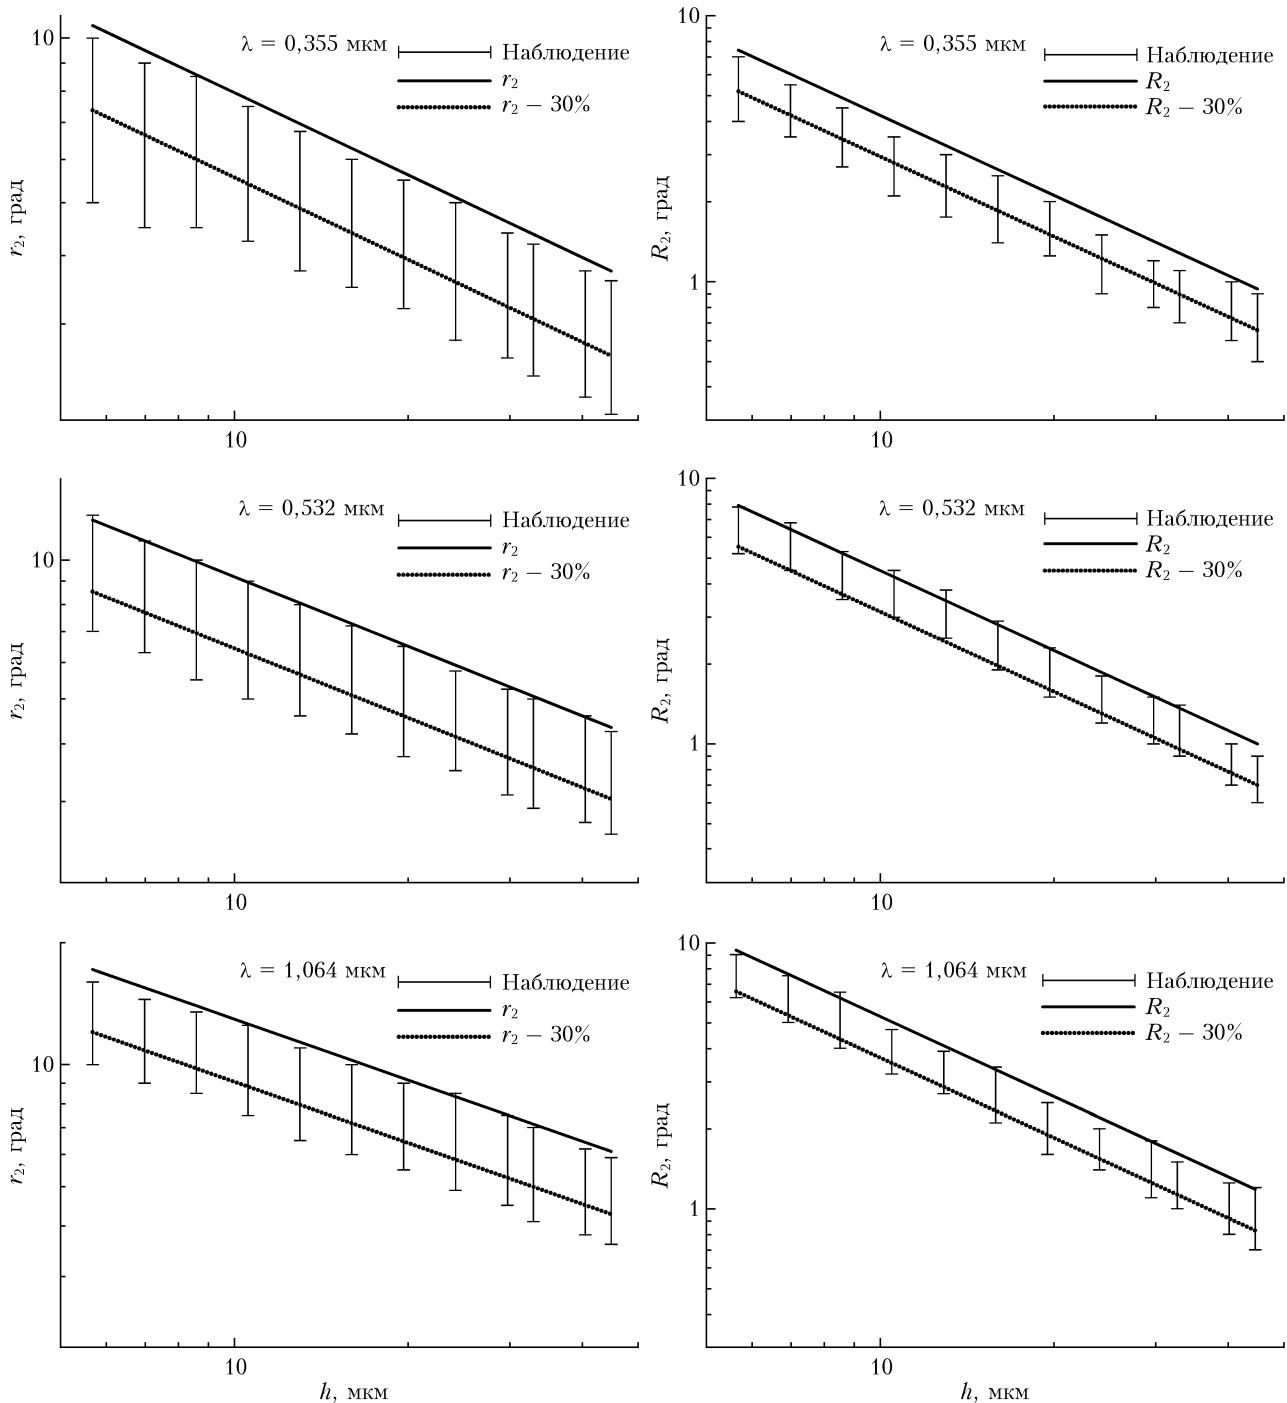 10
λ = 0,355 мкм
Наблюдение
r₂
r₂ − 30%
r₂, град
10
10
λ = 0,355 мкм
Наблюдение
R₂
R₂ − 30%
R₂, град
1
10
λ = 0,532 мкм
Наблюдение
r₂
r₂ − 30%
10
r₂, град
10
10
λ = 0,532 мкм
Наблюдение
R₂
R₂ − 30%
R₂, град
1
10
λ = 1,064 мкм
Наблюдение
r₂
r₂ − 30%
10
r₂, град
10
h, мкм
10
λ = 1,064 мкм
Наблюдение
R₂
R₂ − 30%
R₂, град
1
10
h, мкм